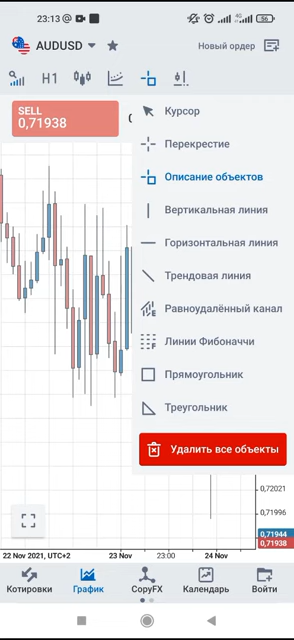 23:13
56
AUDUSD
Новый ордер
H1
SELL
0,71938
Курсор
Перекрестие
Описание объектов
Вертикальная линия
Горизонтальная линия
Трендовая линия
Равноудалённый канал
Линии Фибоначчи
Прямоугольник
Треугольник
Удалить все объекты
0,72021
0,71996
0,71944
0,71938
22 Nov 2021, UTC+2 23 Nov 23:00 24 Nov
Котировки График CopyFX Календарь Войти